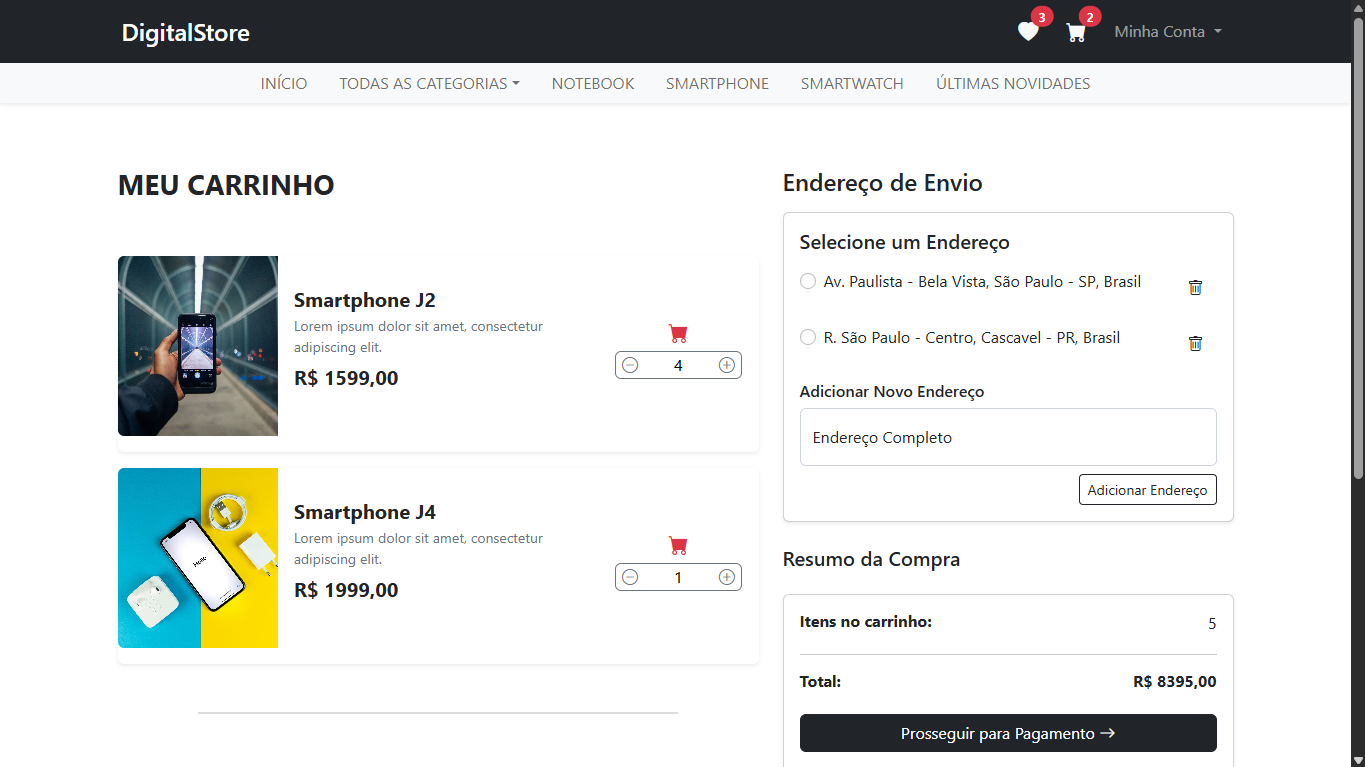 DigitalStore
3
2
Minha Conta
INÍCIO
TODAS AS CATEGORIAS
NOTEBOOK
SMARTPHONE
SMARTWATCH
ÚLTIMAS NOVIDADES
MEU CARRINHO
Smartphone J2
Lorem ipsum dolor sit amet, consectetur
adipiscing elit.
R$ 1599,00
4
Hello
Smartphone J4
Lorem ipsum dolor sit amet, consectetur
adipiscing elit.
R$ 1999,00
1
Endereço de Envio
Selecione um Endereço
Av. Paulista - Bela Vista, São Paulo - SP, Brasil
R. São Paulo - Centro, Cascavel - PR, Brasil
Adicionar Novo Endereço
Endereço Completo
Adicionar Endereço
Resumo da Compra
Itens no carrinho:
5
Total:
R$ 8395,00
Prosseguir para Pagamento →